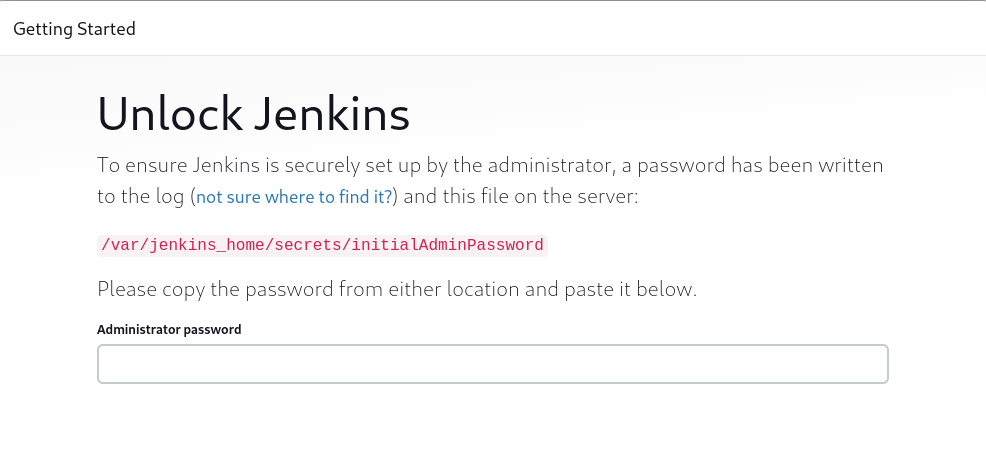 Getting Started
Unlock Jenkins
To ensure Jenkins is securely set up by the administrator, a password has been written
to the log (not sure where to find it?) and this file on the server:
/var/jenkins_home/secrets/initialAdminPassword
Please copy the password from either location and paste it below.
Administrator password